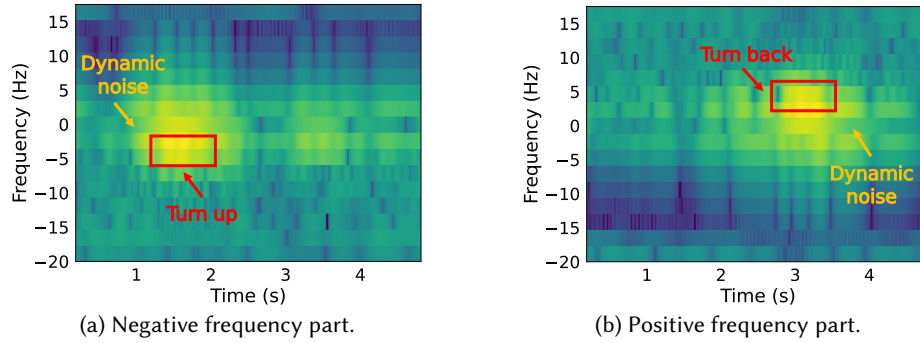 15
10
5
0
−5
−10
−15
−20
Frequency (Hz)
Dynamic
noise
Turn up
1
2
3
4
Time (s)
(a) Negative frequency part.
15
10
5
0
−5
−10
−15
−20
Frequency (Hz)
Turn back
Dynamic
noise
1
2
3
4
Time (s)
(b) Positive frequency part.